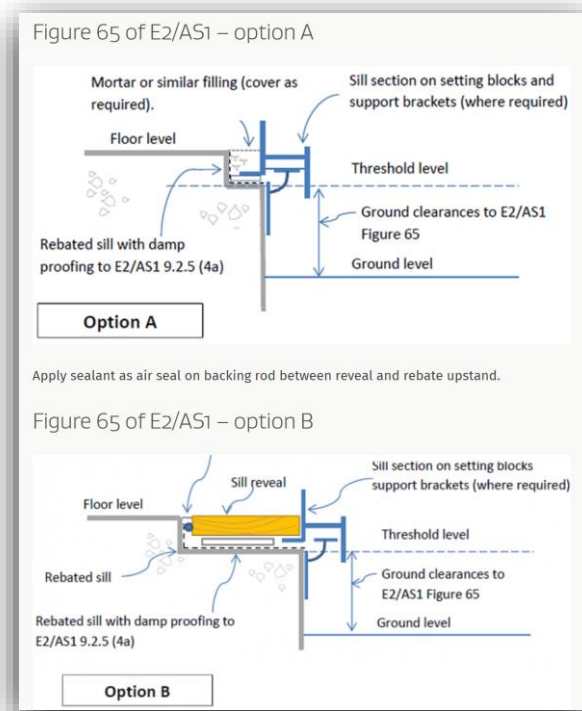 Figure 65 of E2/AS1 – option A
Mortar or similar filling (cover as
required).
Sill section on setting blocks and
support brackets (where required)
Floor level
Threshold level
Ground clearances to E2/AS1
Figure 65
Rebated sill with damp
proofing to E2/AS1 9.2.5 (4a)
Ground level
Option A
Apply sealant as air seal on backing rod between reveal and rebate upstand.
Figure 65 of E2/AS1 – option B
Sill reveal
Sill section on setting blocks
support brackets (where required)
Floor level
Threshold level
Rebated sill
Ground clearances to
E2/AS1 Figure 65
Rebated sill with damp proofing to
E2/AS1 9.2.5 (4a)
Ground level
Option B